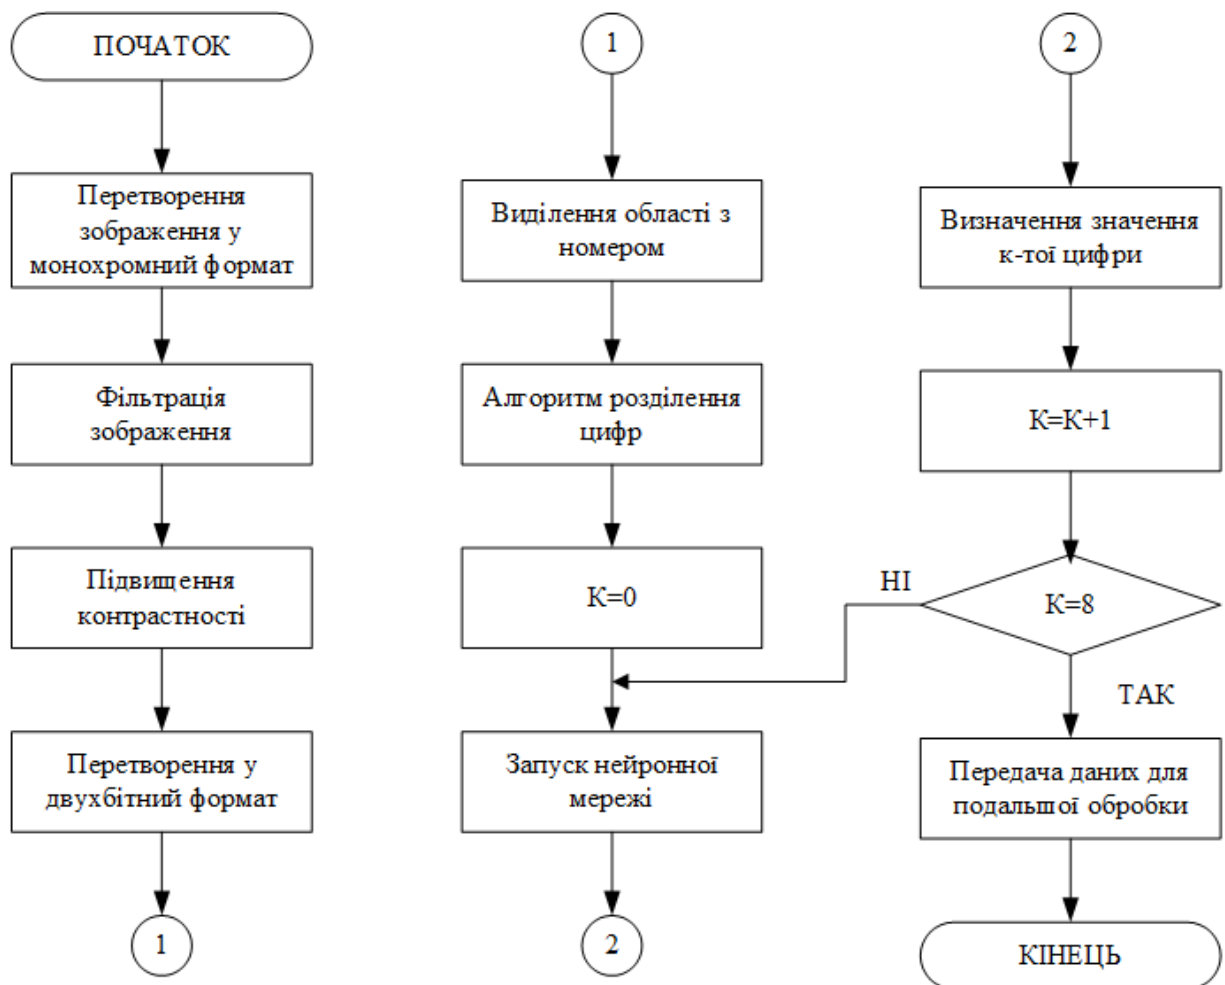 ПОЧАТОК
Перетворення
зображення у
монохромний формат
Фільтрація
зображення
Підвищення
контрастності
Перетворення у
двухбітний формат
1
1
Виділення області з
номером
Алгоритм розділення
цифр
К=0
Запуск нейронної
мережі
2
2
Визначення значення
к-тої цифри
К=К+1
К=8
НІ
ТАК
Передача даних для
подальшої обробки
КІНЕЦЬ